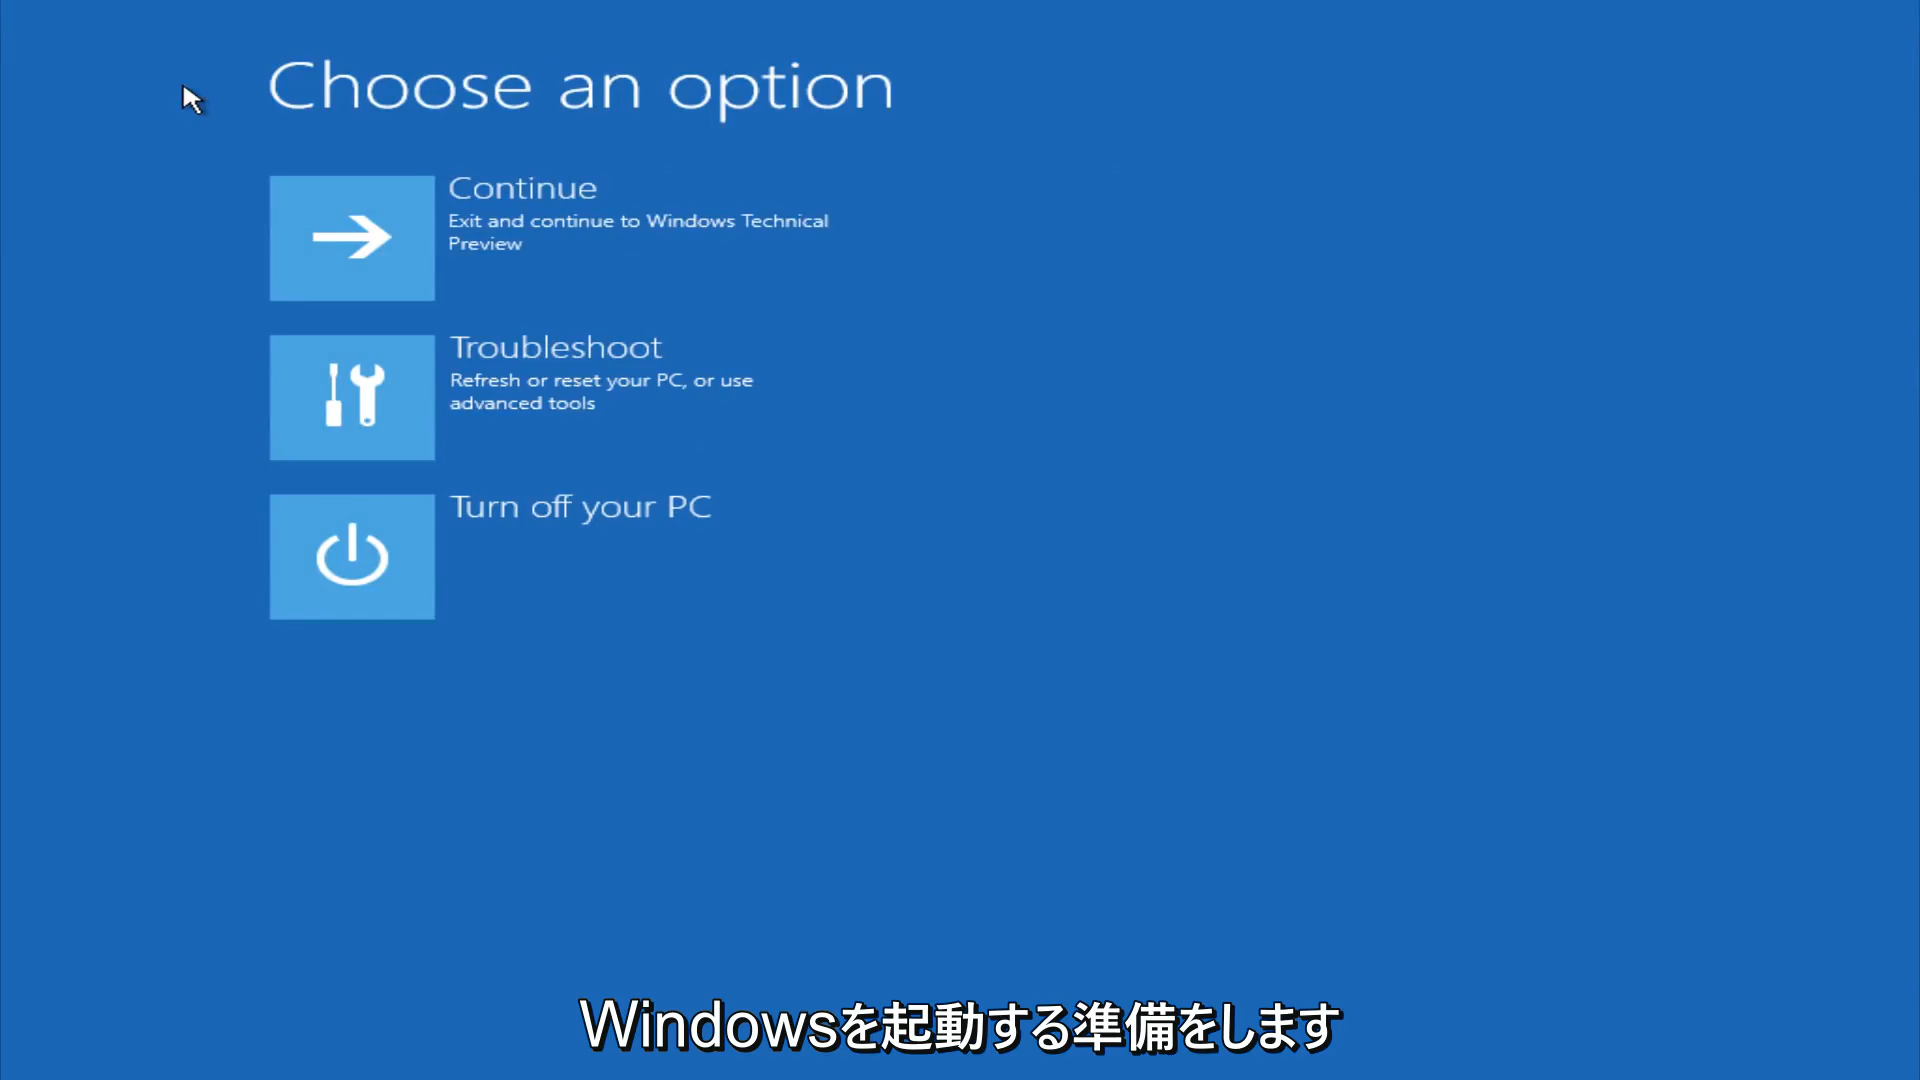 Choose an option
Continue
Exit and continue to Windows Technical
Preview
Troubleshoot
Refresh or reset your PC, or use
advanced tools
Turn off your PC
Windowsを起動する準備をします